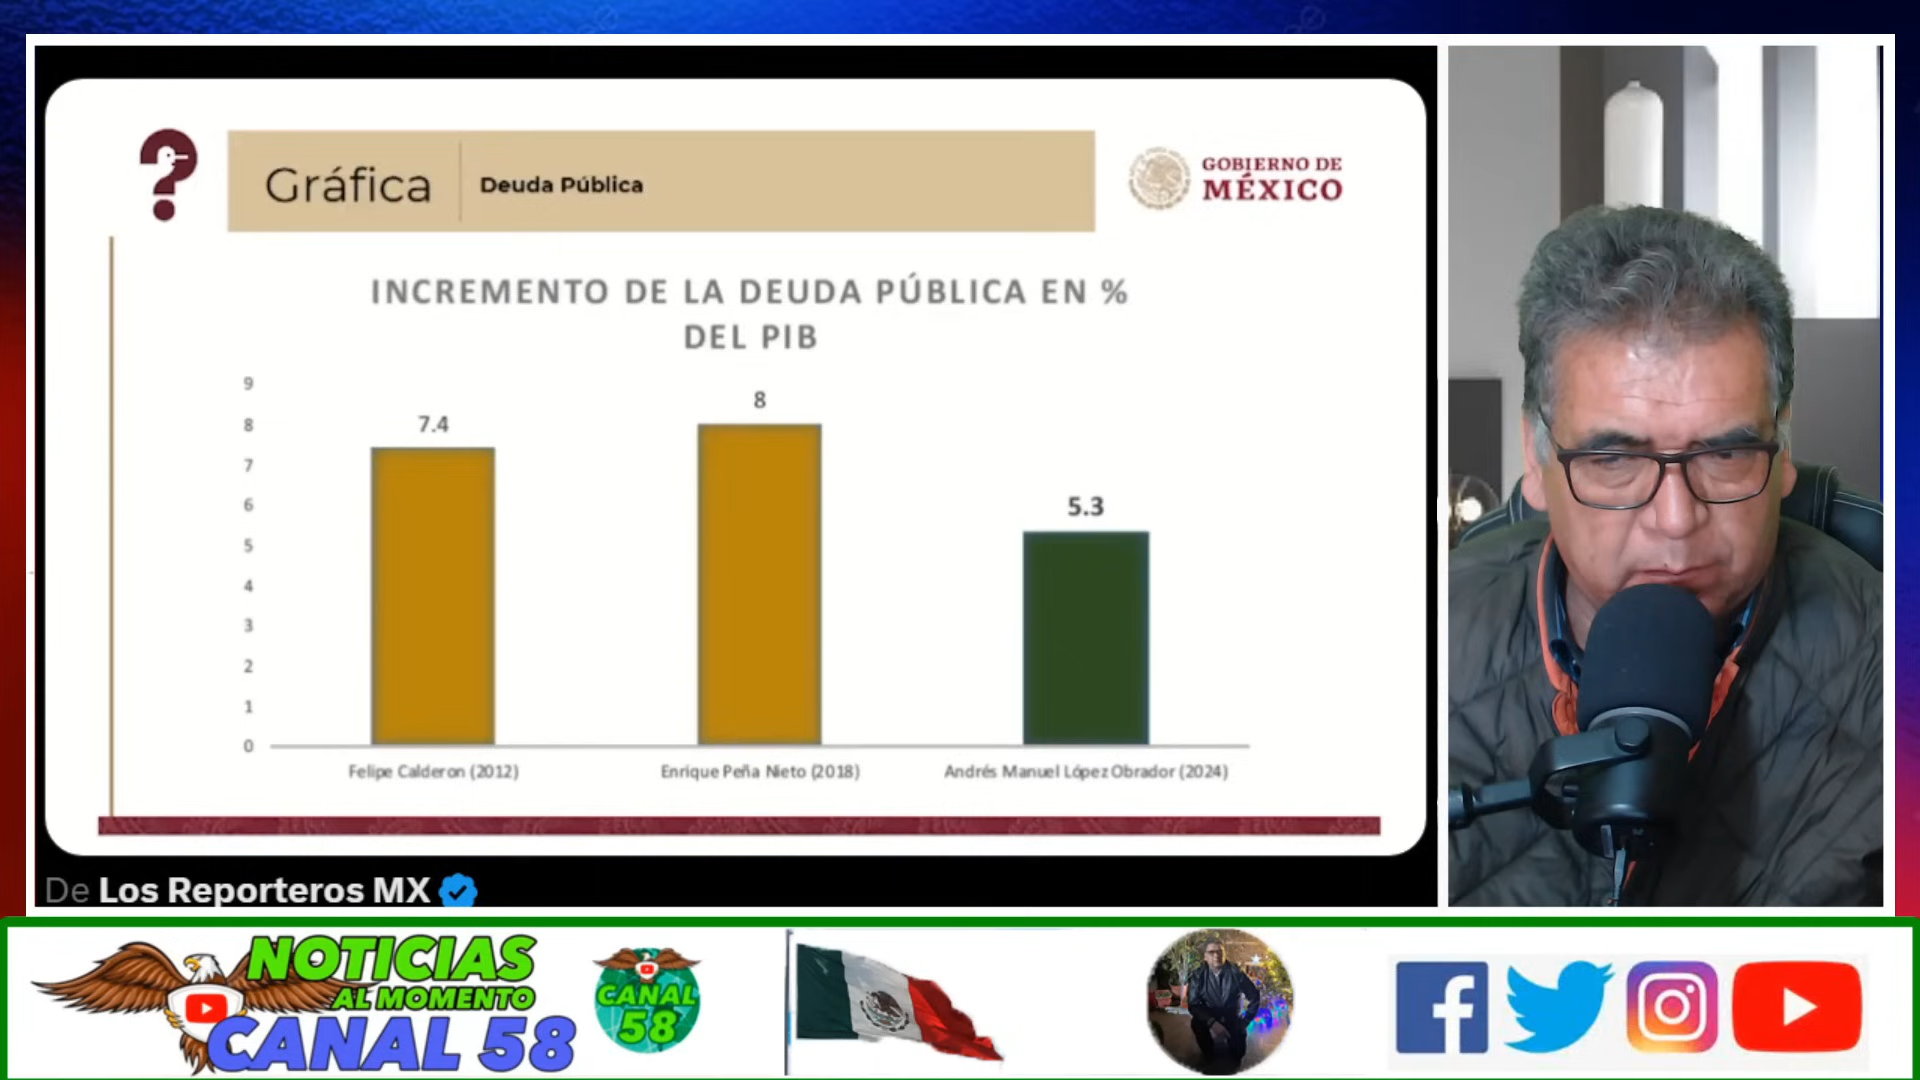 Gráfica
Deuda Pública
GOBIERNO DE
MÉXICO
INCREMENTO DE LA DEUDA PÚBLICA EN %
DEL PIB
9
8
7
6
5
4
3
2
1
0
7.4
8
5.3
Felipe Calderon (2012)
Enrique Peña Nieto (2018)
Andrés Manuel López Obrador (2024)
De Los Reporteros MX
NOTICIAS
AL MOMENTO
CANAL 58
CANAL
58